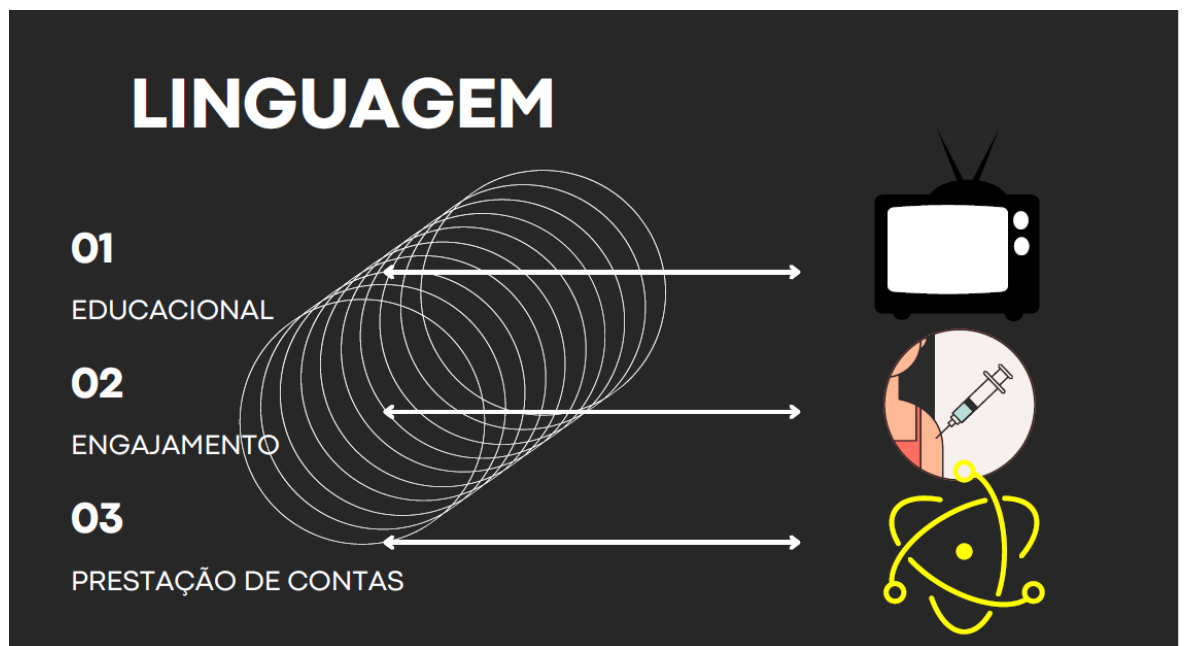 LINGUAGEM
01
EDUCACIONAL
02
ENGAJAMENTO
03
PRESTAÇÃO DE CONTAS